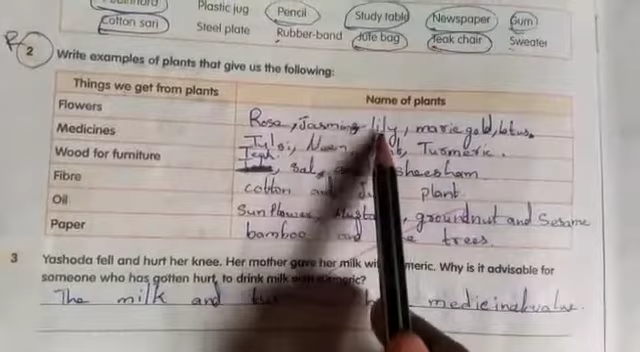 Plastic jug Pencil Study table Newspaper Gum
Cotton sari Steel plate Rubber-band Jute bag Teak chair Sweater
R
2 Write examples of plants that give us the following:
Things we get from plants Name of plants
Flowers Rose, Jasmine lily, mariegold, lotus.
Medicines Tulsi, Neem, Turmeric.
Wood for furniture Teak, Sal, sheesham
Fibre cotton and plant
Oil Sunflower, groundnut and Sesame
Paper bamboo and trees.
3 Yashoda fell and hurt her knee. Her mother gave her milk with turmeric. Why is it advisable for
someone who has gotten hurt, to drink milk with turmeric?
The milk and medicinal value.